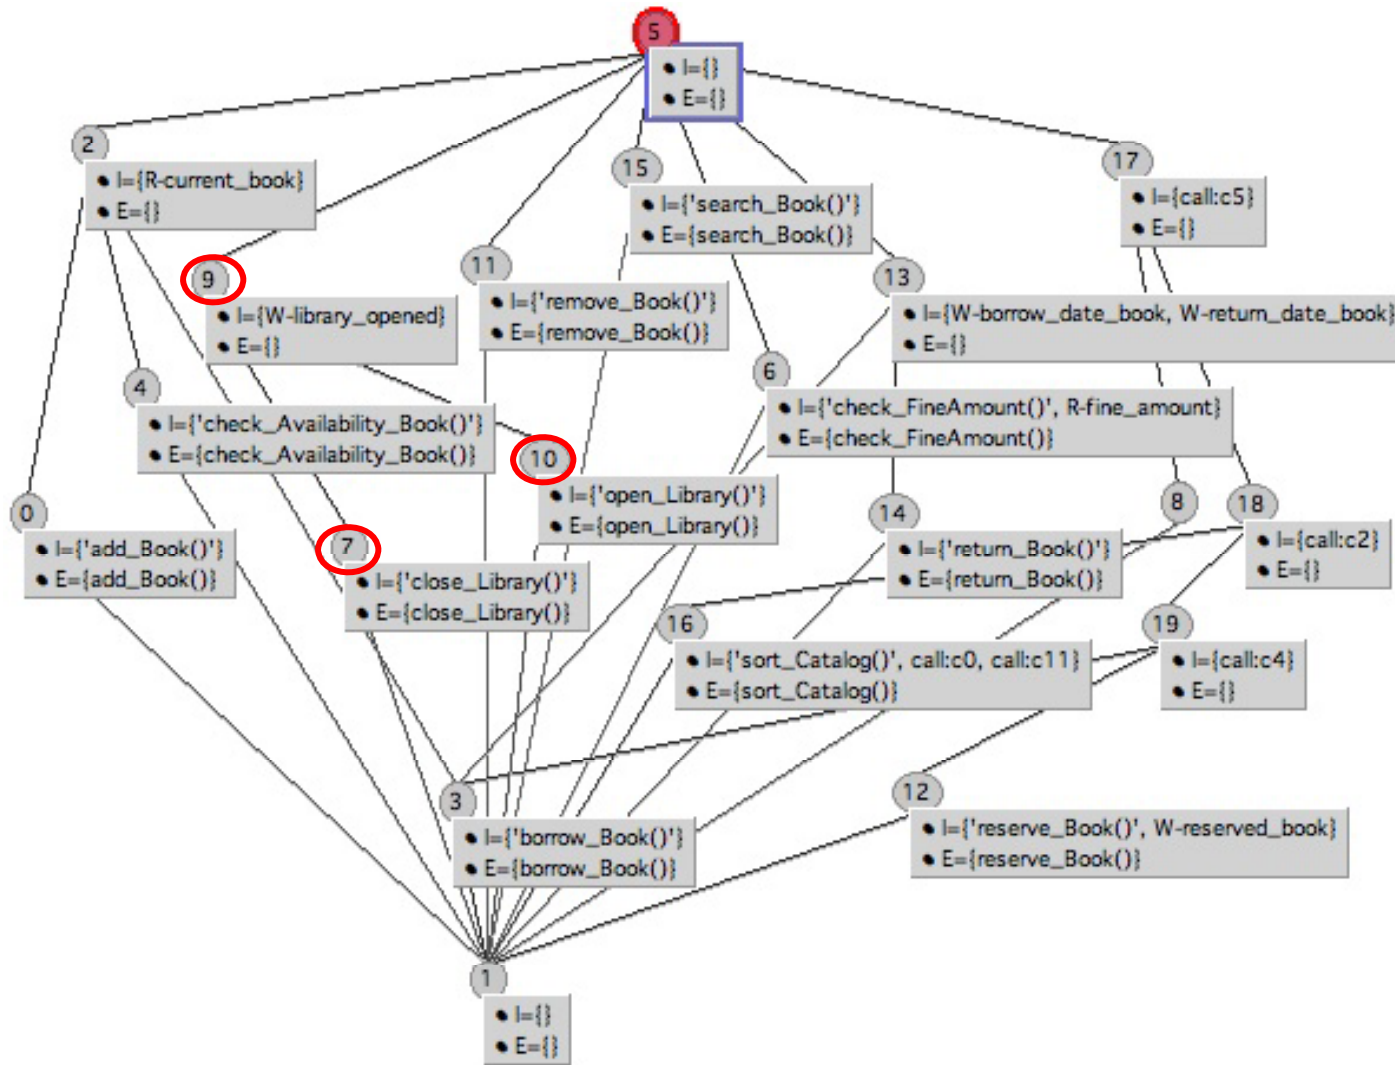 5
I={}
E={}
2
I={R-current_book}
E={}
15
I={'search_Book()'}
E={search_Book()}
17
I={call:c5}
E={}
9
I={W-library_opened}
E={}
11
I={'remove_Book()'}
E={remove_Book()}
13
I={W-borrow_date_book, W-return_date_book}
E={}
4
I={'check_Availability_Book()'}
E={check_Availability_Book()}
6
I={'check_FineAmount()', R-fine_amount}
E={check_FineAmount()}
10
I={'open_Library()'}
E={open_Library()}
0
I={'add_Book()'}
E={add_Book()}
7
I={'close_Library()'}
E={close_Library()}
14
I={'return_Book()'}
E={return_Book()}
8
18
I={call:c2}
E={}
16
I={'sort_Catalog()', call:c0, call:c11}
E={sort_Catalog()}
19
I={call:c4}
E={}
3
I={'borrow_Book()'}
E={borrow_Book()}
12
I={'reserve_Book()', W-reserved_book}
E={reserve_Book()}
1
I={}
E={}